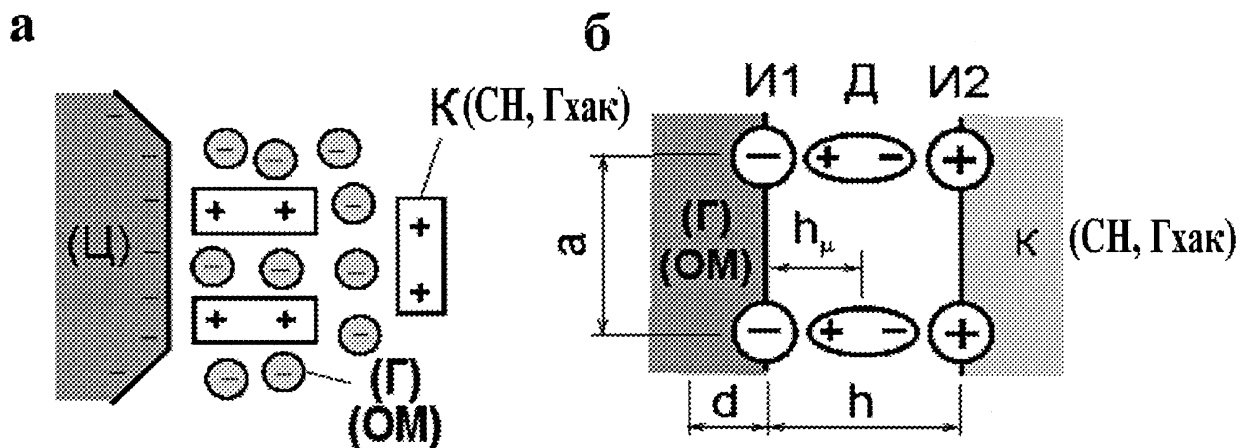 а
К (СН, Гхак)
(Ц)
+ +
+ +
+
+
(Г)
(ОМ)
б
И1 Д И2
− + − +
a
(Г)
(ОМ)
hμ
К (СН, Гхак)
− + − +
d h